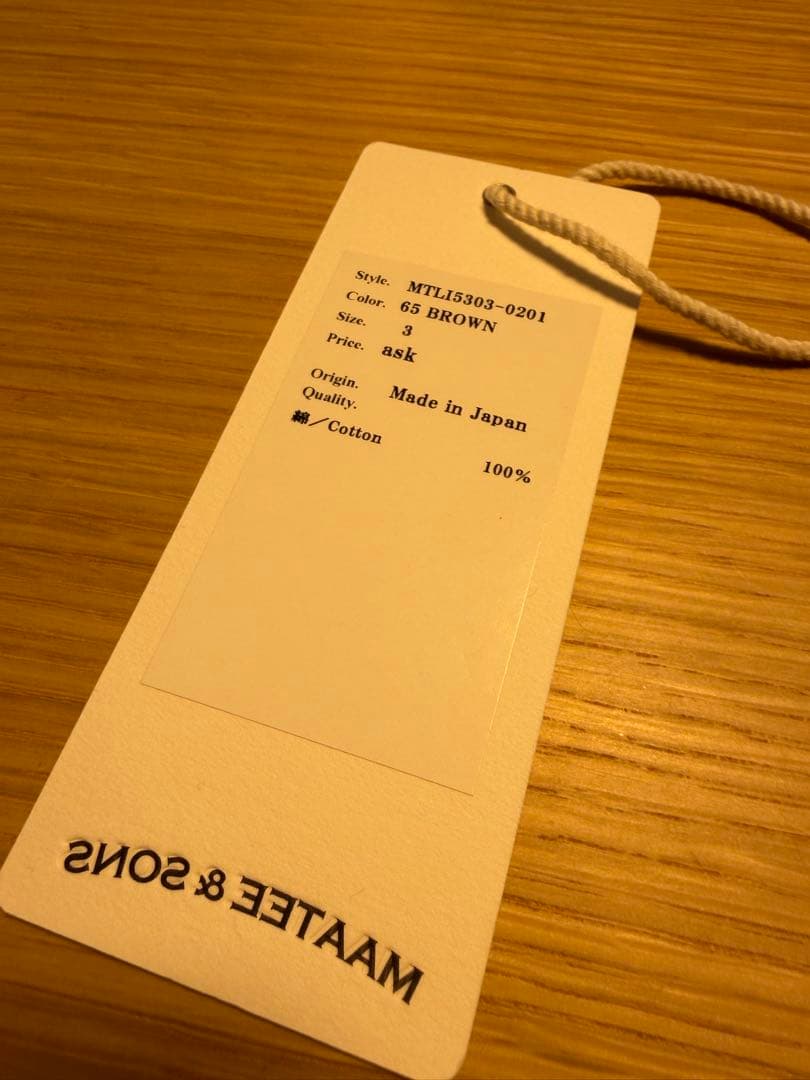 Style. MTLI5303-0201
Color. 65 BROWN
Size. 3
Price. ask
Origin. Made in Japan
Quality.
綿／Cotton
100%
MAATEE & SONS